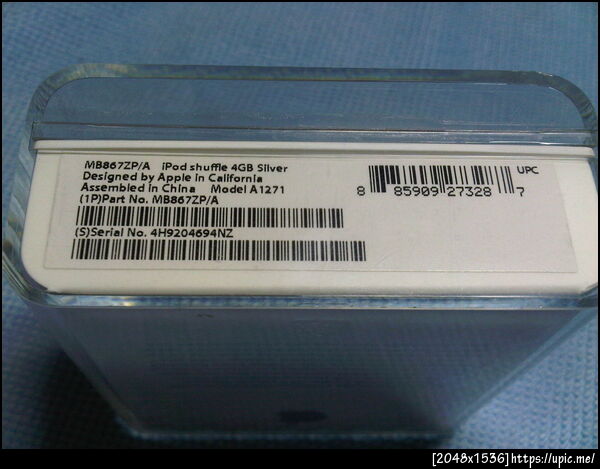 MB867ZP/A iPod shuffle 4GB Silver
Designed by Apple in California
Assembled in China Model A1271
(1P)Part No. MB867ZP/A
(S)Serial No. 4H9204694NZ
UPC
8 85909 27328 7
[2048x1536]https://upic.me/